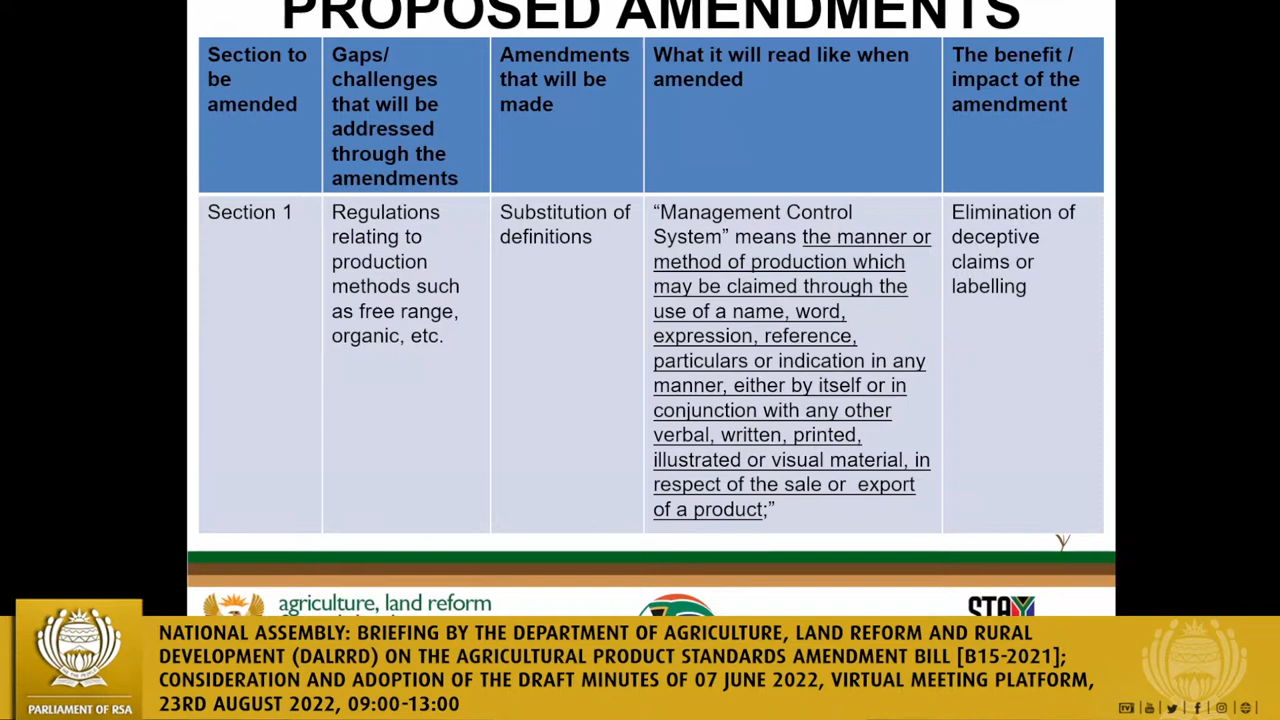 PROPOSED AMENDMENTS
Section to
be
amended
Gaps/
challenges
that will be
addressed
through the
amendments
Amendments
that will be
made
What it will read like when
amended
The benefit /
impact of the
amendment
Section 1
Regulations
relating to
production
methods such
as free range,
organic, etc.
Substitution of
definitions
“Management Control
System” means the manner or
method of production which
may be claimed through the
use of a name, word,
expression, reference,
particulars or indication in any
manner, either by itself or in
conjunction with any other
verbal, written, printed,
illustrated or visual material, in
respect of the sale or export
of a product;”
Elimination of
deceptive
claims or
labelling
agriculture, land reform
STAY
PARLIAMENT OF RSA
NATIONAL ASSEMBLY: BRIEFING BY THE DEPARTMENT OF AGRICULTURE, LAND REFORM AND RURAL
DEVELOPMENT (DALRRD) ON THE AGRICULTURAL PRODUCT STANDARDS AMENDMENT BILL [B15-2021];
CONSIDERATION AND ADOPTION OF THE DRAFT MINUTES OF 07 JUNE 2022, VIRTUAL MEETING PLATFORM,
23RD AUGUST 2022, 09:00-13:00